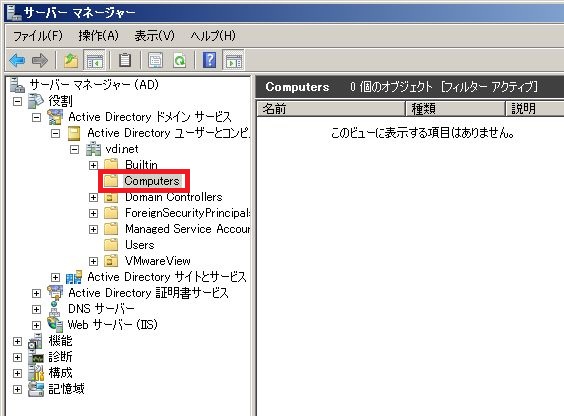 サーバー マネージャー
ファイル(F) 操作(A) 表示(V) ヘルプ(H)
サーバー マネージャー (AD)
役割
Active Directory ドメイン サービス
Active Directory ユーザーとコンピ
vdi.net
Builtin
Computers
Domain Controllers
ForeignSecurityPrincipals
Managed Service Accour
Users
VMwareView
Active Directory サイトとサービス
Active Directory 証明書サービス
DNS サーバー
Web サーバー (IIS)
機能
診断
構成
記憶域
Computers 0 個のオブジェクト [フィルター アクティブ]
名前 種類 説明
このビューに表示する項目はありません。